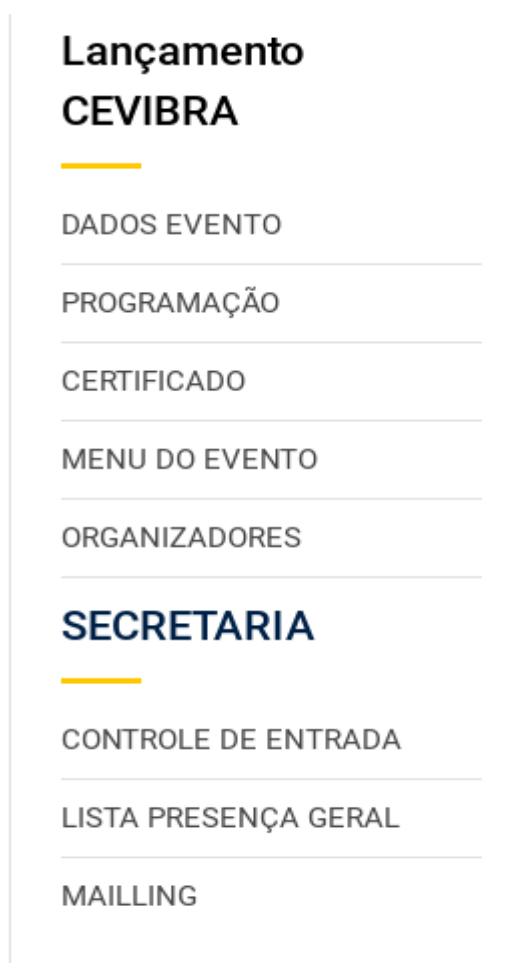 Lançamento
CEVIBRA
DADOS EVENTO
PROGRAMAÇÃO
CERTIFICADO
MENU DO EVENTO
ORGANIZADORES
SECRETARIA
CONTROLE DE ENTRADA
LISTA PRESENÇA GERAL
MAILLING